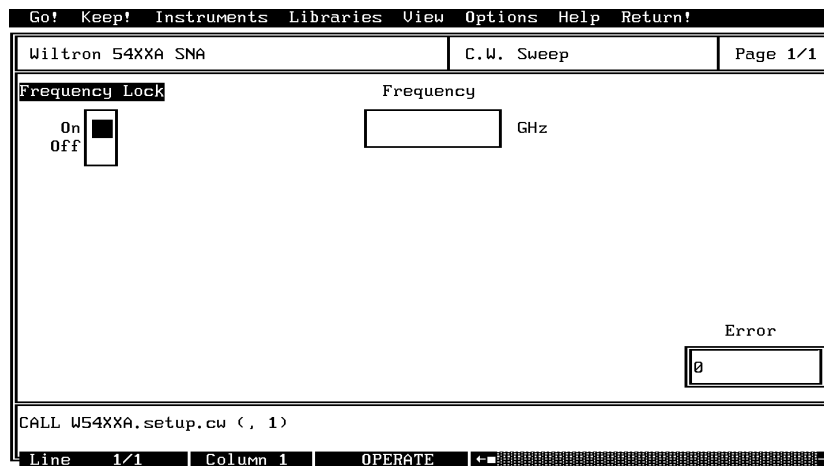 Go! Keep! Instruments Libraries View Options Help Return!
Wiltron 54XXA SNA C.W. Sweep Page 1/1
Frequency Lock Frequency
On GHz
Off
Error
0
CALL W54XXA.setup.cw (, 1)
Line 1/1 Column 1 OPERATE ←